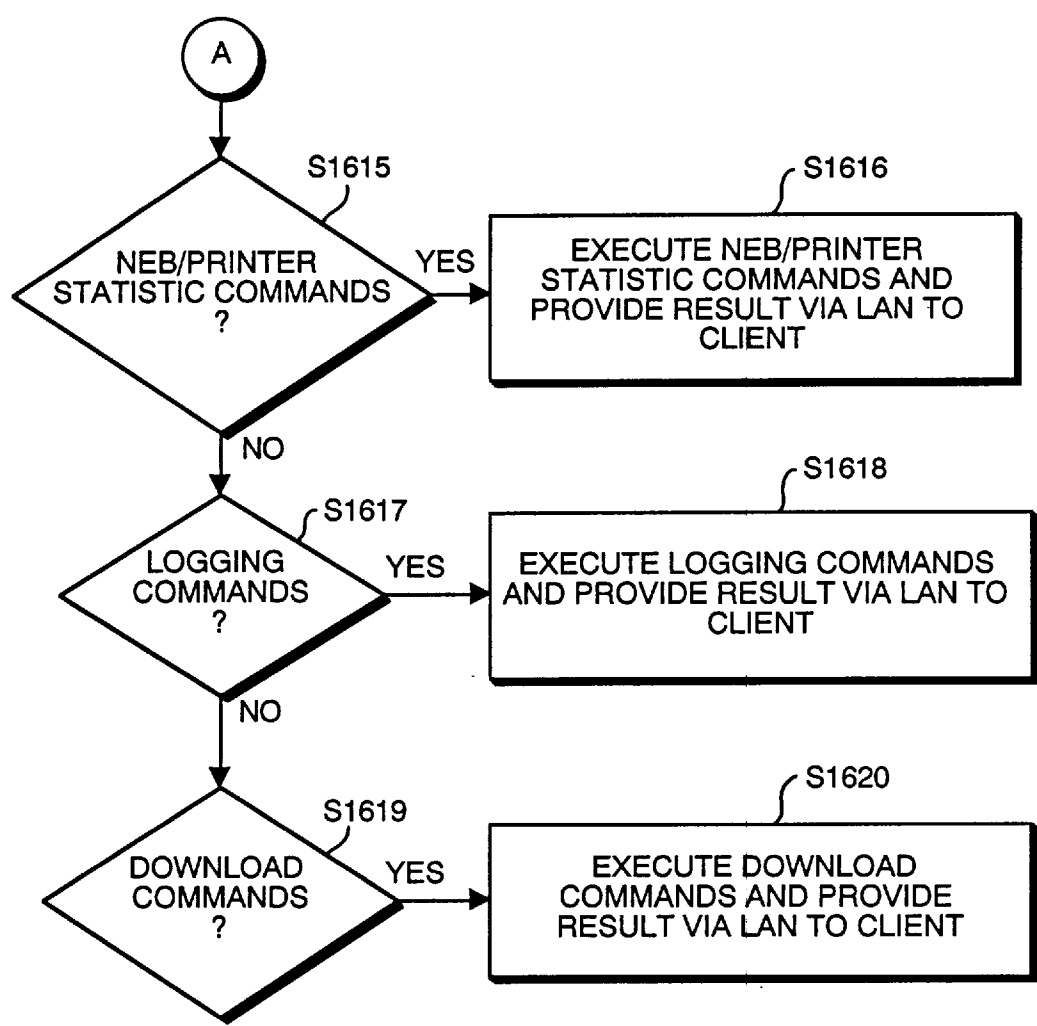 A
S1615
S1616
NEB/PRINTER
STATISTIC COMMANDS
?
YES
EXECUTE NEB/PRINTER
STATISTIC COMMANDS AND
PROVIDE RESULT VIA LAN TO
CLIENT
NO
S1617
S1618
LOGGING
COMMANDS
?
YES
EXECUTE LOGGING COMMANDS
AND PROVIDE RESULT VIA LAN TO
CLIENT
NO
S1619
S1620
DOWNLOAD
COMMANDS
?
YES
EXECUTE DOWNLOAD
COMMANDS AND PROVIDE
RESULT VIA LAN TO CLIENT